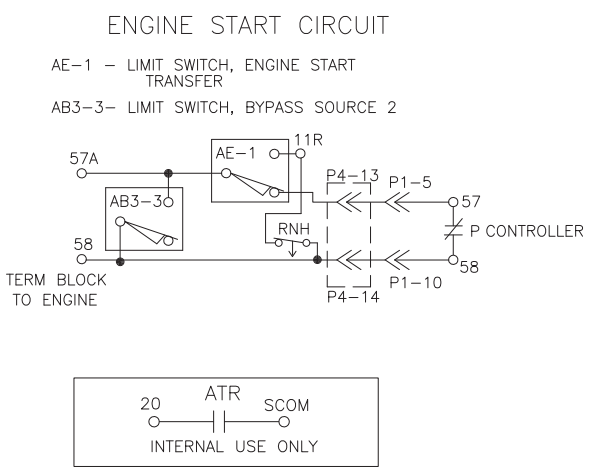 ENGINE START CIRCUIT
AE-1 - LIMIT SWITCH, ENGINE START
TRANSFER
AB3-3- LIMIT SWITCH, BYPASS SOURCE 2
11R
57A
AE-1
P4-13
P1-5
AB3-3
57
RNH
P CONTROLLER
58
58
TERM BLOCK
TO ENGINE
P1-10
P4-14
ATR
20
SCOM
INTERNAL USE ONLY